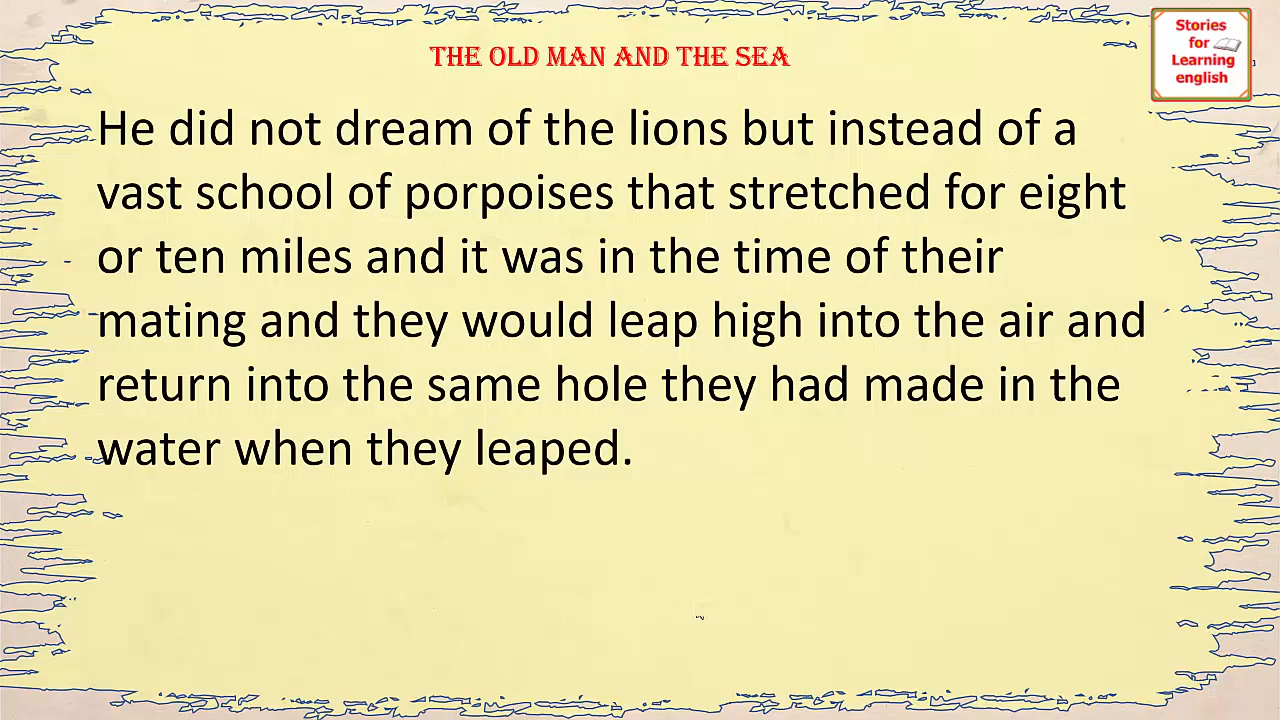 THE OLD MAN AND THE SEA
Stories
for
Learning
english
He did not dream of the lions but instead of a
vast school of porpoises that stretched for eight
or ten miles and it was in the time of their
mating and they would leap high into the air and
return into the same hole they had made in the
water when they leaped.